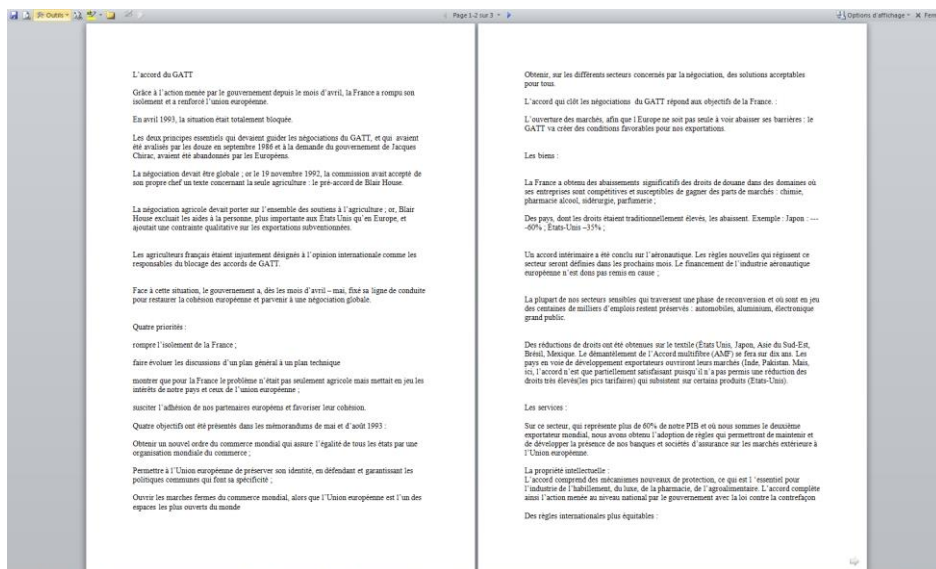 Outils
Page 1-2 sur 3
Options d'affichage
Ferm
L'accord du GATT
Grâce à l'action menée par le gouvernement depuis le mois d'avril, la France a rompu son
isolement et a renforcé l'union européenne.
En avril 1993, la situation était totalement bloquée.
Les deux principes essentiels qui devaient guider les négociations du GATT, et qui avaient
été avalisés par les douze en septembre 1986 et à la demande du gouvernement de Jacques
Chirac, avaient été abandonnés par les Européens.
La négociation devait être globale ; or le 19 novembre 1992, la commission avait accepté de
son propre chef un texte concernant la seule agriculture : le pré-accord de Blair House.
La négociation agricole devait porter sur l'ensemble des soutiens à l'agriculture ; or, Blair
House excluait les aides à la personne, plus importante aux États Unis qu'en Europe, et
ajoutait une contrainte qualitative sur les exportations subventionnées.
Les agriculteurs français étaient injustement désignés à l'opinion internationale comme les
responsables du blocage des accords de GATT.
Face à cette situation, le gouvernement a, dès les mois d'avril – mai, fixé sa ligne de conduite
pour restaurer la cohésion européenne et parvenir à une négociation globale.
Quatre priorités :
rompre l'isolement de la France ;
faire évoluer les discussions d'un plan général à un plan technique
montrer que pour la France le problème n'était pas seulement agricole mais mettait en jeu les
intérêts de notre pays et ceux de l'union européenne ;
susciter l'adhésion de nos partenaires européens et favoriser leur cohésion.
Quatre objectifs ont été présentés dans les mémorandums de mai et d'août 1993 :
Obtenir un nouvel ordre du commerce mondial qui assure l'égalité de tous les états par une
organisation mondiale du commerce ;
Permettre à l'Union européenne de préserver son identité, en défendant et garantissant les
politiques communes qui font sa spécificité ;
Ouvrir les marches fermes du commerce mondial, alors que l'Union européenne est l'un des
espaces les plus ouverts du monde
Obtenir, sur les différents secteurs concernés par la négociation, des solutions acceptables
pour tous.
L'accord qui clôt les négociations du GATT répond aux objectifs de la France. :
L'ouverture des marchés, afin que l Europe ne soit pas seule à voir abaisser ses barrières : le
GATT va créer des conditions favorables pour nos exportations.
Les biens :
La France a obtenu des abaissements significatifs des droits de douane dans des domaines où
ses entreprises sont compétitives et susceptibles de gagner des parts de marchés : chimie,
pharmacie alcool, sidérurgie, parfumerie ;
Des pays, dont les droits étaient traditionnellement élevés, les abaissent. Exemple : Japon : ---
-60% ; États-Unis –35% ;
Un accord intérimaire a été conclu sur l'aéronautique. Les règles nouvelles qui régissent ce
secteur seront définies dans les prochains mois. Le financement de l'industrie aéronautique
européenne n'est dons pas remis en cause ;
La plupart de nos secteurs sensibles qui traversent une phase de reconversion et où sont en jeu
des centaines de milliers d'emplois restent préservés : automobiles, aluminium, électronique
grand public.
Des réductions de droits ont été obtenues sur le textile (États Unis, Japon, Asie du Sud-Est,
Brésil, Mexique. Le démantèlement de l'Accord multifibre (AMF) se fera sur dix ans. Les
pays en voie de développement exportateurs ouvriront leurs marchés (Inde, Pakistan. Mais,
ici, l'accord n'est que partiellement satisfaisant puisqu'il n'a pas permis une réduction des
droits très élevés(les pics tarifaires) qui subsistent sur certains produits (Etats-Unis).
Les services :
Sur ce secteur, qui représente plus de 60% de notre PIB et où nous sommes le deuxième
exportateur mondial, nous avons obtenu l'adoption de règles qui permettront de maintenir et
de développer la présence de nos banques et sociétés d'assurance sur les marchés extérieure à
l'Union européenne.
La propriété intellectuelle :
L'accord comprend des mécanismes nouveaux de protection, ce qui est l 'essentiel pour
l'industrie de l'habillement, du luxe, de la pharmacie, de l'agroalimentaire. L'accord complète
ainsi l'action menée au niveau national par le gouvernement avec la loi contre la contrefaçon
Des règles internationales plus équitables :